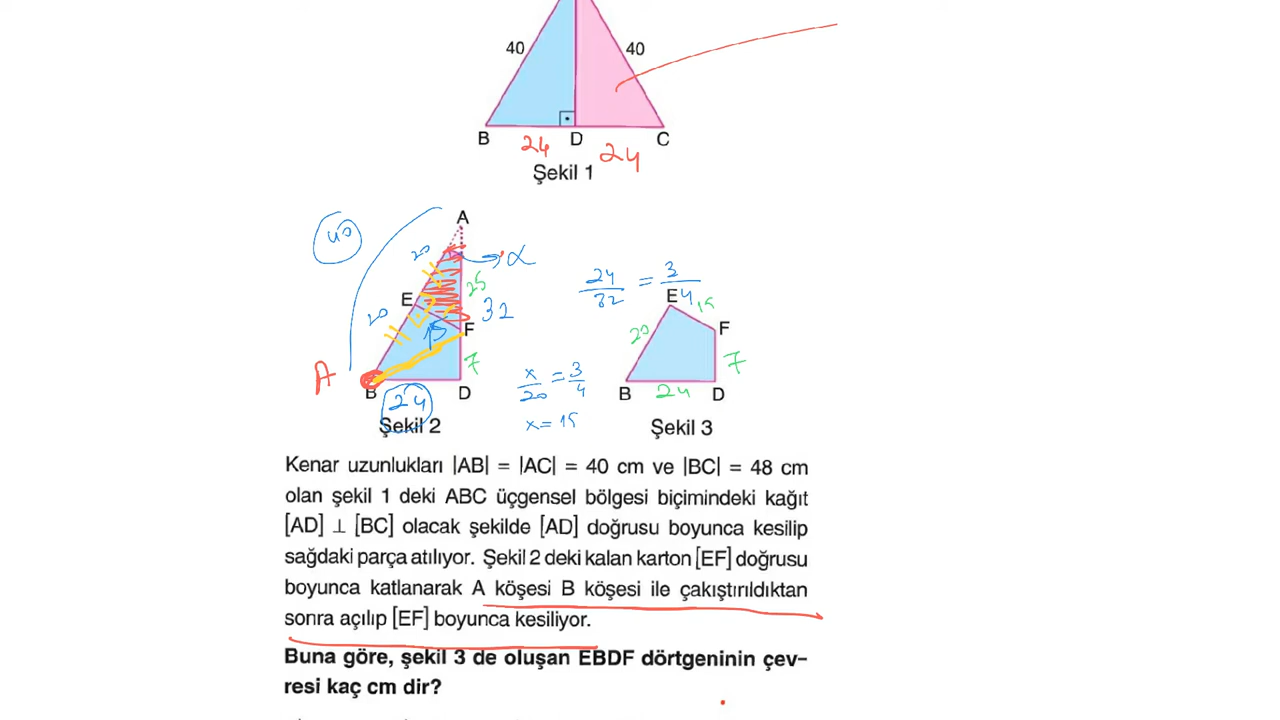 40
40
B
D
C
24
24
Şekil 1
A
40
20
α
25
24/32 = 3/4
E
E
15
20
32
15
F
20
F
7
A
x/20 = 3/4
7
B
D
B
D
24
24
x = 15
Şekil 2
Şekil 3
Kenar uzunlukları |AB| = |AC| = 40 cm ve |BC| = 48 cm
olan şekil 1 deki ABC üçgensel bölgesi biçimindeki kağıt
[AD] ⊥ [BC] olacak şekilde [AD] doğrusu boyunca kesilip
sağdaki parça atılıyor. Şekil 2 deki kalan karton [EF] doğrusu
boyunca katlanarak A köşesi B köşesi ile çakıştırıldıktan
sonra açılıp [EF] boyunca kesiliyor.
Buna göre, şekil 3 de oluşan EBDF dörtgeninin çev-
resi kaç cm dir?